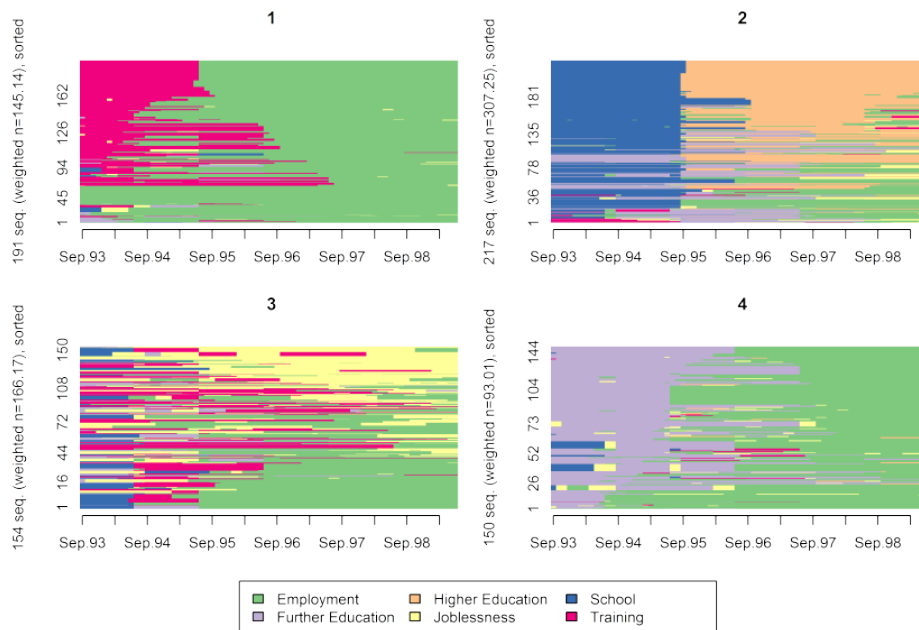 1
191 seq. (weighted n=145.14), sorted
162
126
94
45
1
Sep.93 Sep.94 Sep.95 Sep.96 Sep.97 Sep.98
2
217 seq. (weighted n=307.25), sorted
181
135
78
36
1
Sep.93 Sep.94 Sep.95 Sep.96 Sep.97 Sep.98
3
154 seq. (weighted n=166.17), sorted
150
108
72
44
16
1
Sep.93 Sep.94 Sep.95 Sep.96 Sep.97 Sep.98
4
150 seq. (weighted n=93.01), sorted
144
104
73
52
26
1
Sep.93 Sep.94 Sep.95 Sep.96 Sep.97 Sep.98
Employment Higher Education School
Further Education Joblessness Training